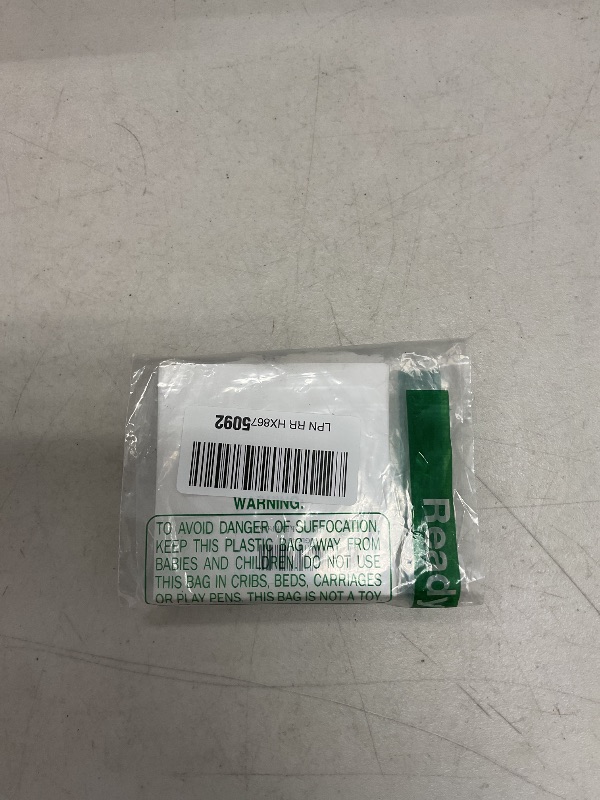 LPN RR HX8675092
WARNING:
TO AVOID DANGER OF SUFFOCATION,
KEEP THIS PLASTIC BAG AWAY FROM
BABIES AND CHILDREN. DO NOT USE
THIS BAG IN CRIBS, BEDS, CARRIAGES
OR PLAY PENS. THIS BAG IS NOT A TOY
Ready